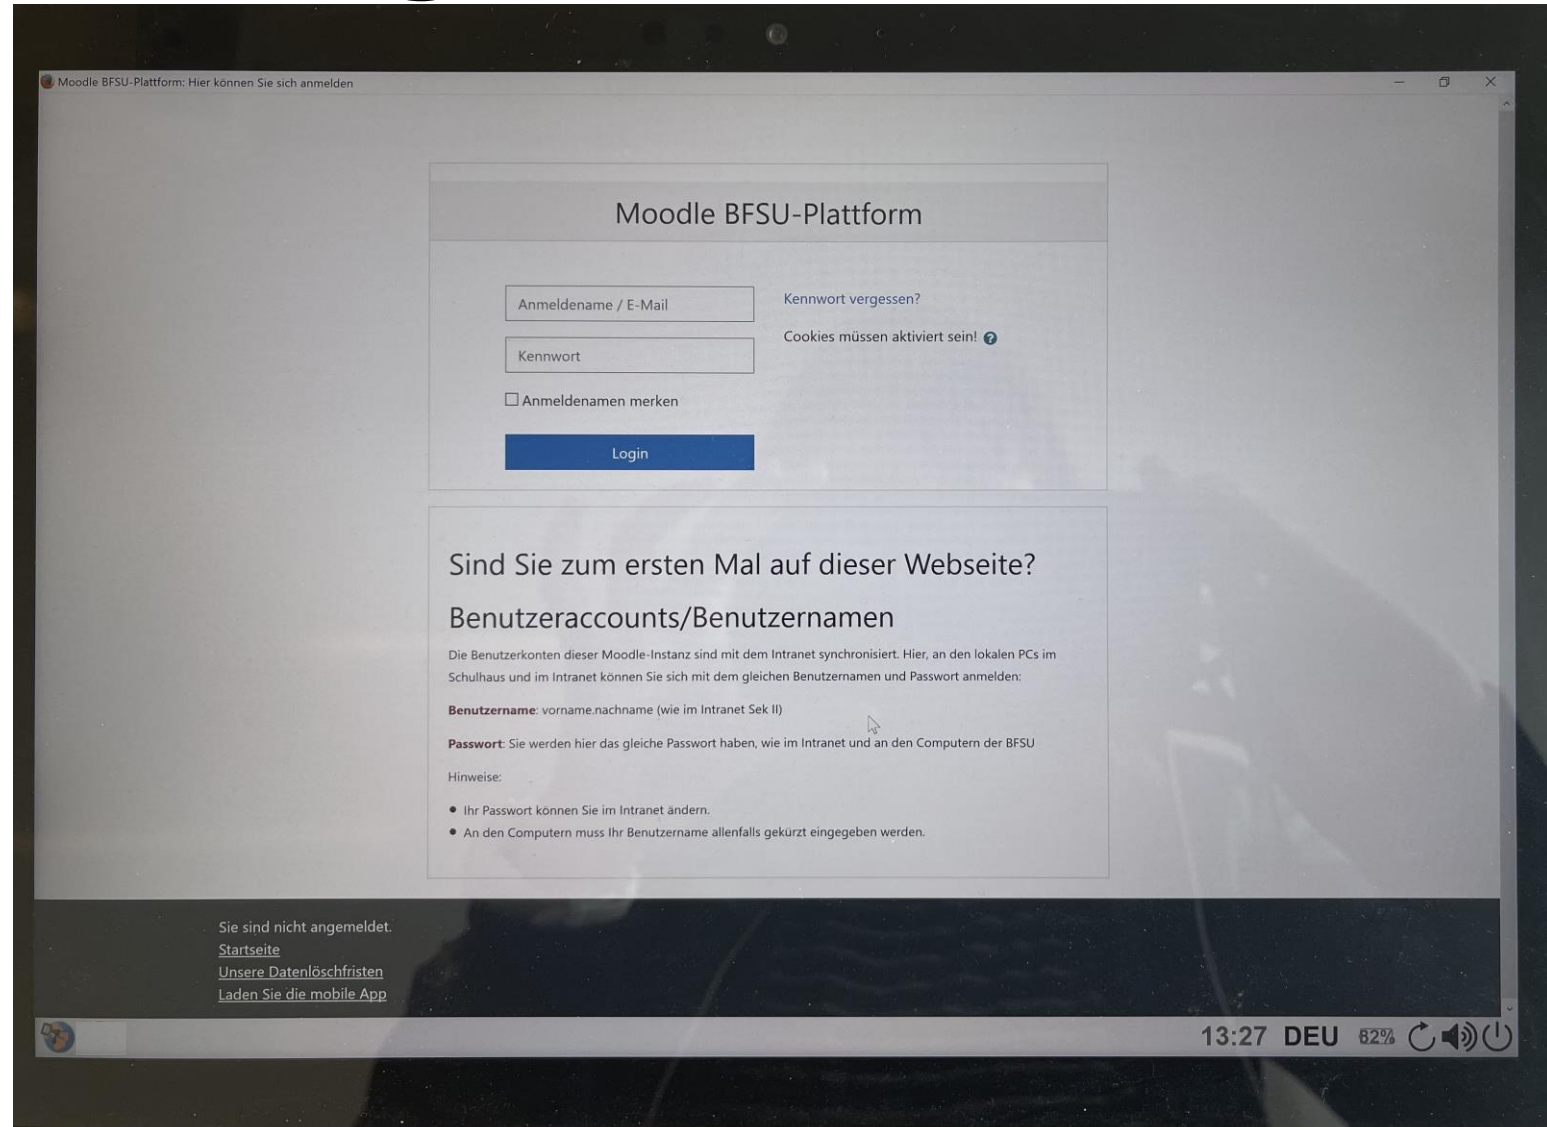 Moodle BFSU-Plattform: Hier können Sie sich anmelden
Moodle BFSU-Plattform
Anmeldename / E-Mail
Kennwort vergessen?
Cookies müssen aktiviert sein!
Kennwort
Anmeldenamen merken
Login
Sind Sie zum ersten Mal auf dieser Webseite?
Benutzeraccounts/Benutzernamen
Die Benutzerkonten dieser Moodle-Instanz sind mit dem Intranet synchronisiert. Hier, an den lokalen PCs im
Schulhaus und im Intranet können Sie sich mit dem gleichen Benutzernamen und Passwort anmelden:
Benutzername: vorname.nachname (wie im Intranet Sek II)
Passwort: Sie werden hier das gleiche Passwort haben, wie im Intranet und an den Computern der BFSU
Hinweise:
Ihr Passwort können Sie im Intranet ändern.
An den Computern muss Ihr Benutzername allenfalls gekürzt eingegeben werden.
Sie sind nicht angemeldet.
Startseite
Unsere Datenlöschfristen
Laden Sie die mobile App
13:27 DEU 82%